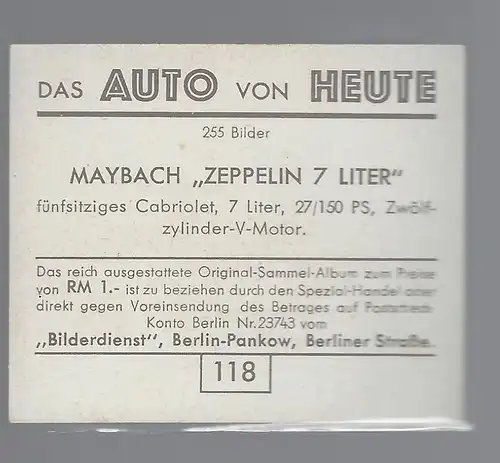 DAS AUTO VON HEUTE
255 Bilder
MAYBACH „ZEPPELIN 7 LITER"
fünfsitziges Cabriolet, 7 Liter, 27/150 PS, Zwölf-
zylinder-V-Motor.
Das reich ausgestattete Original-Sammel-Album zum Preise
von RM 1.- ist zu beziehen durch den Spezial-Handel oder
direkt gegen Voreinsendung des Betrages auf Postscheck-
Konto Berlin Nr. 23743 vom
„Bilderdienst", Berlin-Pankow, Berliner Straße.
118